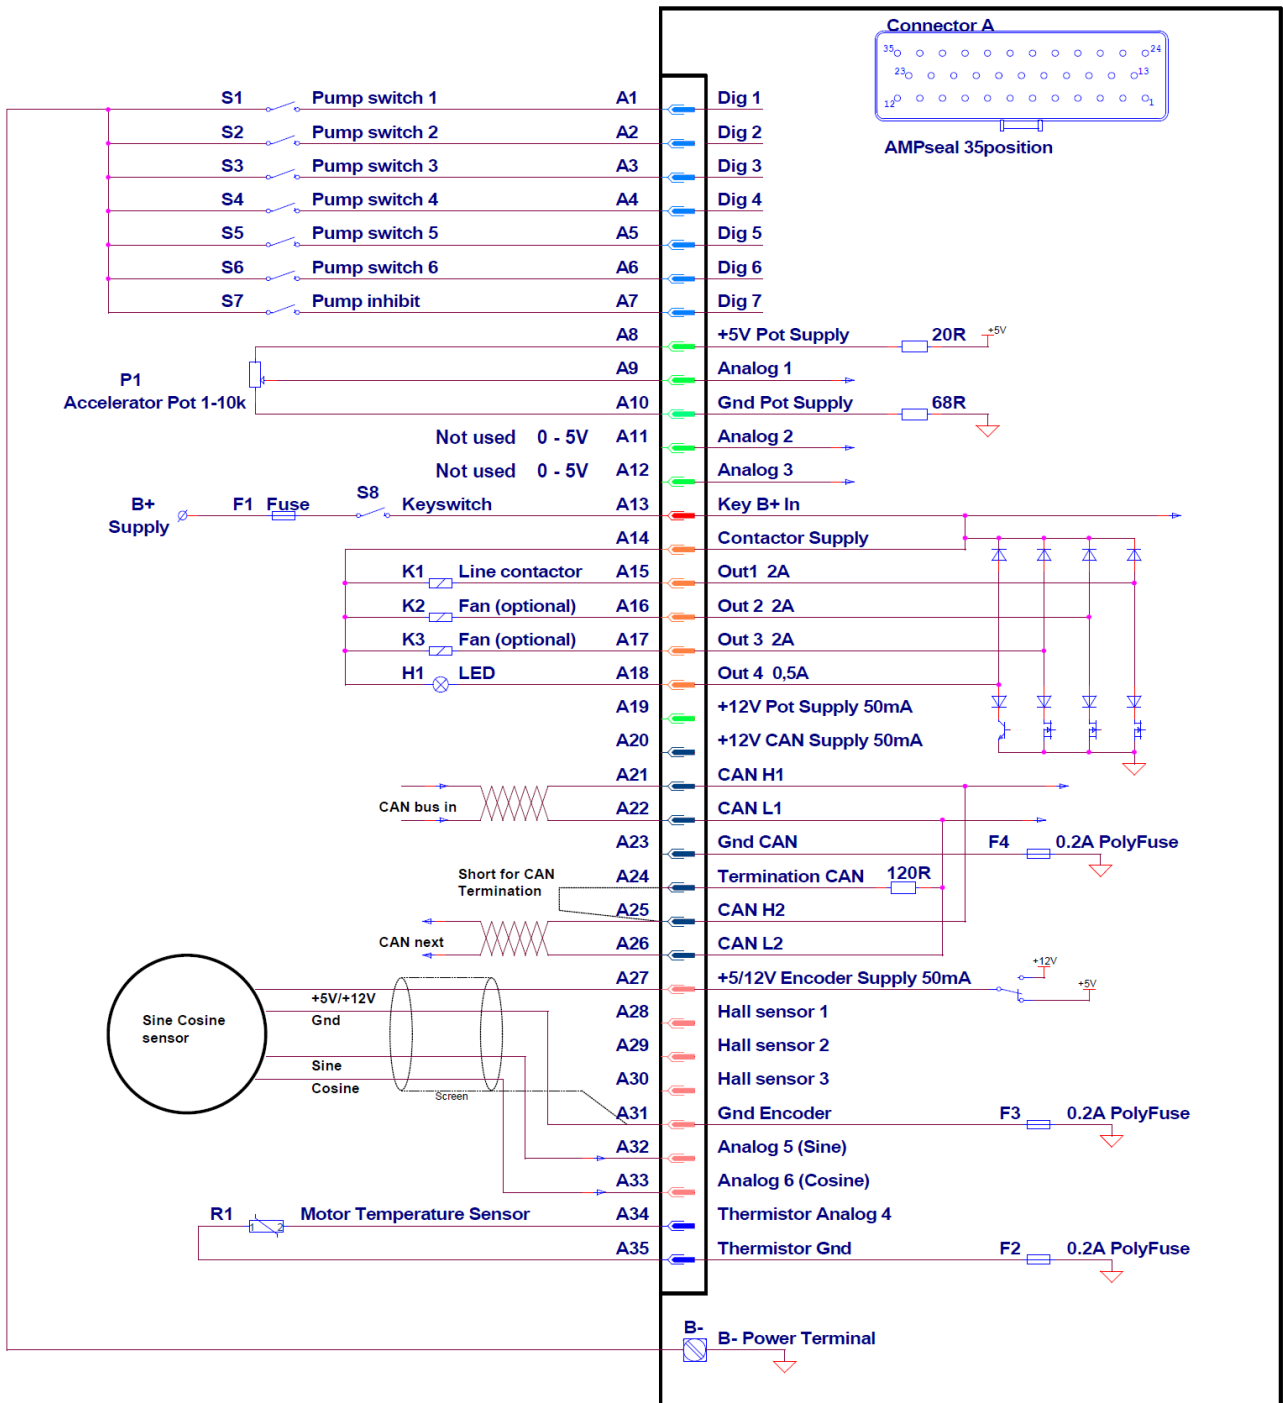 Connector A
35 24
23 13
12 1
AMPseal 35position
S1 Pump switch 1 A1 Dig 1
S2 Pump switch 2 A2 Dig 2
S3 Pump switch 3 A3 Dig 3
S4 Pump switch 4 A4 Dig 4
S5 Pump switch 5 A5 Dig 5
S6 Pump switch 6 A6 Dig 6
S7 Pump inhibit A7 Dig 7
A8 +5V Pot Supply 20R +5V
P1 A9 Analog 1
Accelerator Pot 1-10k A10 Gnd Pot Supply 68R
Not used 0 - 5V A11 Analog 2
Not used 0 - 5V A12 Analog 3
B+ Supply F1 Fuse S8 Keyswitch A13 Key B+ In
A14 Contactor Supply
K1 Line contactor A15 Out1 2A
K2 Fan (optional) A16 Out 2 2A
K3 Fan (optional) A17 Out 3 2A
H1 LED A18 Out 4 0,5A
A19 +12V Pot Supply 50mA
A20 +12V CAN Supply 50mA
A21 CAN H1
CAN bus in A22 CAN L1
A23 Gnd CAN F4 0.2A PolyFuse
Short for CAN
Termination
A24 Termination CAN 120R
A25 CAN H2
CAN next A26 CAN L2
A27 +5/12V Encoder Supply 50mA +12V +5V
+5V/+12V
Gnd
Sine Cosine
sensor
A28 Hall sensor 1
A29 Hall sensor 2
Sine
A30 Hall sensor 3
Cosine
Screen
A31 Gnd Encoder F3 0.2A PolyFuse
A32 Analog 5 (Sine)
A33 Analog 6 (Cosine)
R1 1 2 Motor Temperature Sensor A34 Thermistor Analog 4
A35 Thermistor Gnd F2 0.2A PolyFuse
B- B- Power Terminal